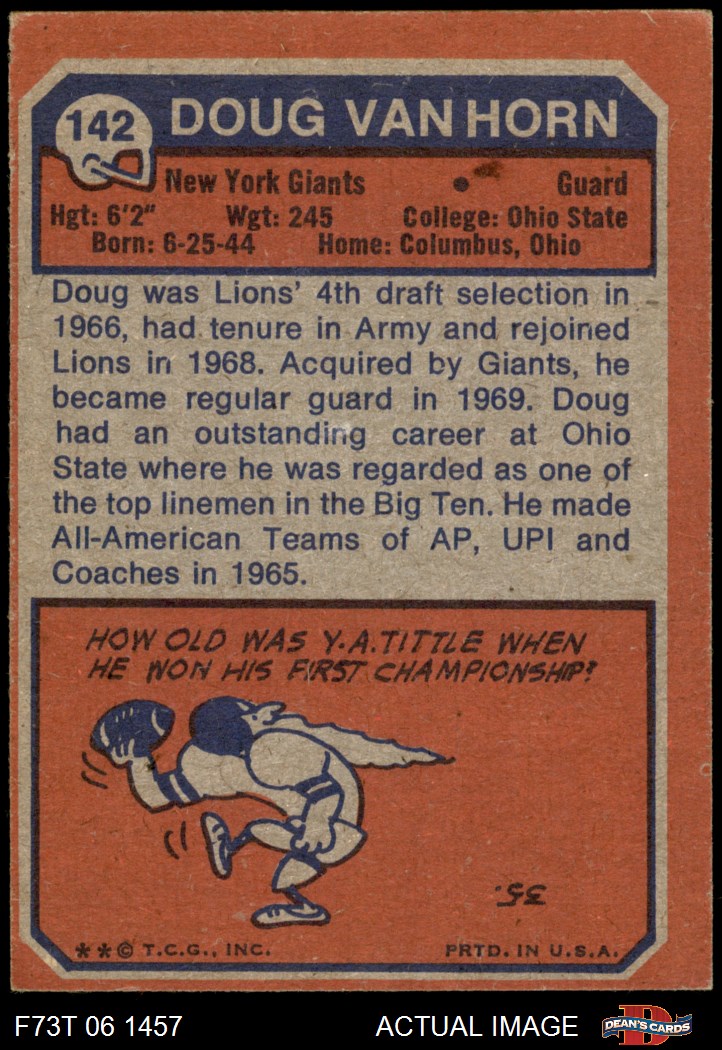 142
DOUG VAN HORN
New York Giants • Guard
Hgt: 6'2" Wgt: 245 College: Ohio State
Born: 6-25-44 Home: Columbus, Ohio
Doug was Lions' 4th draft selection in
1966, had tenure in Army and rejoined
Lions in 1968. Acquired by Giants, he
became regular guard in 1969. Doug
had an outstanding career at Ohio
State where he was regarded as one of
the top linemen in the Big Ten. He made
All-American Teams of AP, UPI and
Coaches in 1965.
HOW OLD WAS Y.A. TITTLE WHEN
HE WON HIS FIRST CHAMPIONSHIP?
35.
**© T.C.G., INC. PRTD. IN U.S.A.
F73T 06 1457 ACTUAL IMAGE D DEAN'S CARDS